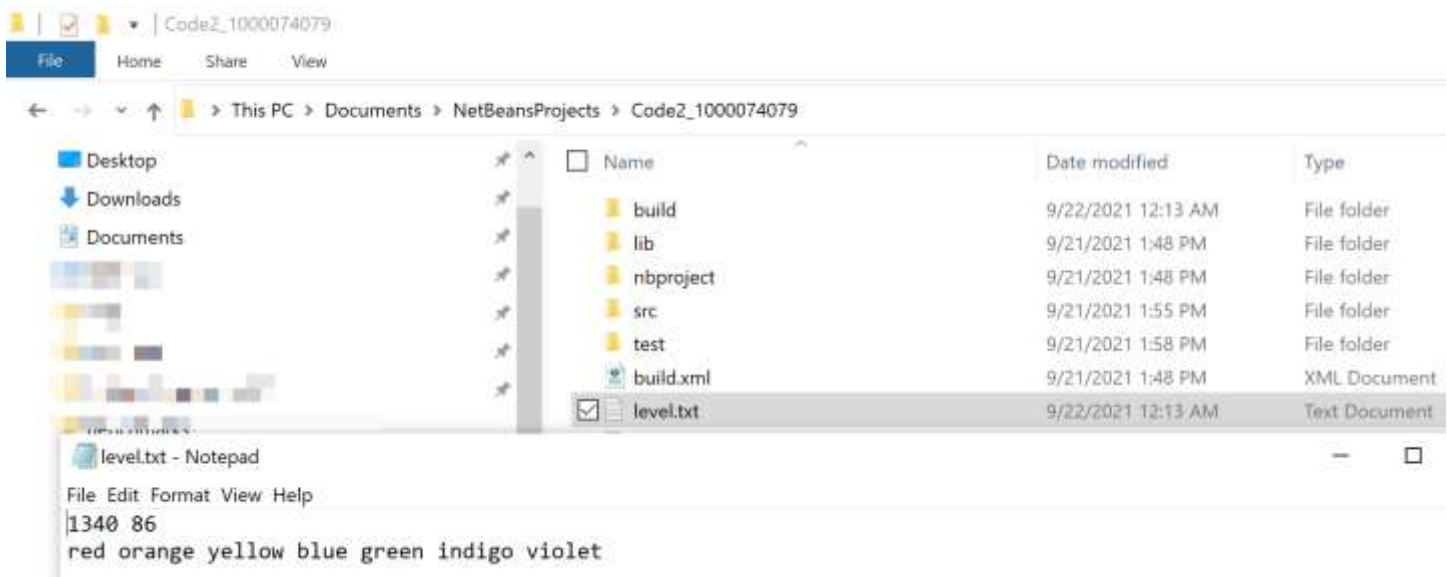 Code2_1000074079
File Home Share View
This PC > Documents > NetBeansProjects > Code2_1000074079
Name Date modified Type
Desktop
Downloads
Documents
build 9/22/2021 12:13 AM File folder
lib 9/21/2021 1:48 PM File folder
nbproject 9/21/2021 1:48 PM File folder
src 9/21/2021 1:55 PM File folder
test 9/21/2021 1:58 PM File folder
build.xml 9/21/2021 1:48 PM XML Document
level.txt 9/22/2021 12:13 AM Text Document
level.txt - Notepad
File Edit Format View Help
1340 86
red orange yellow blue green indigo violet